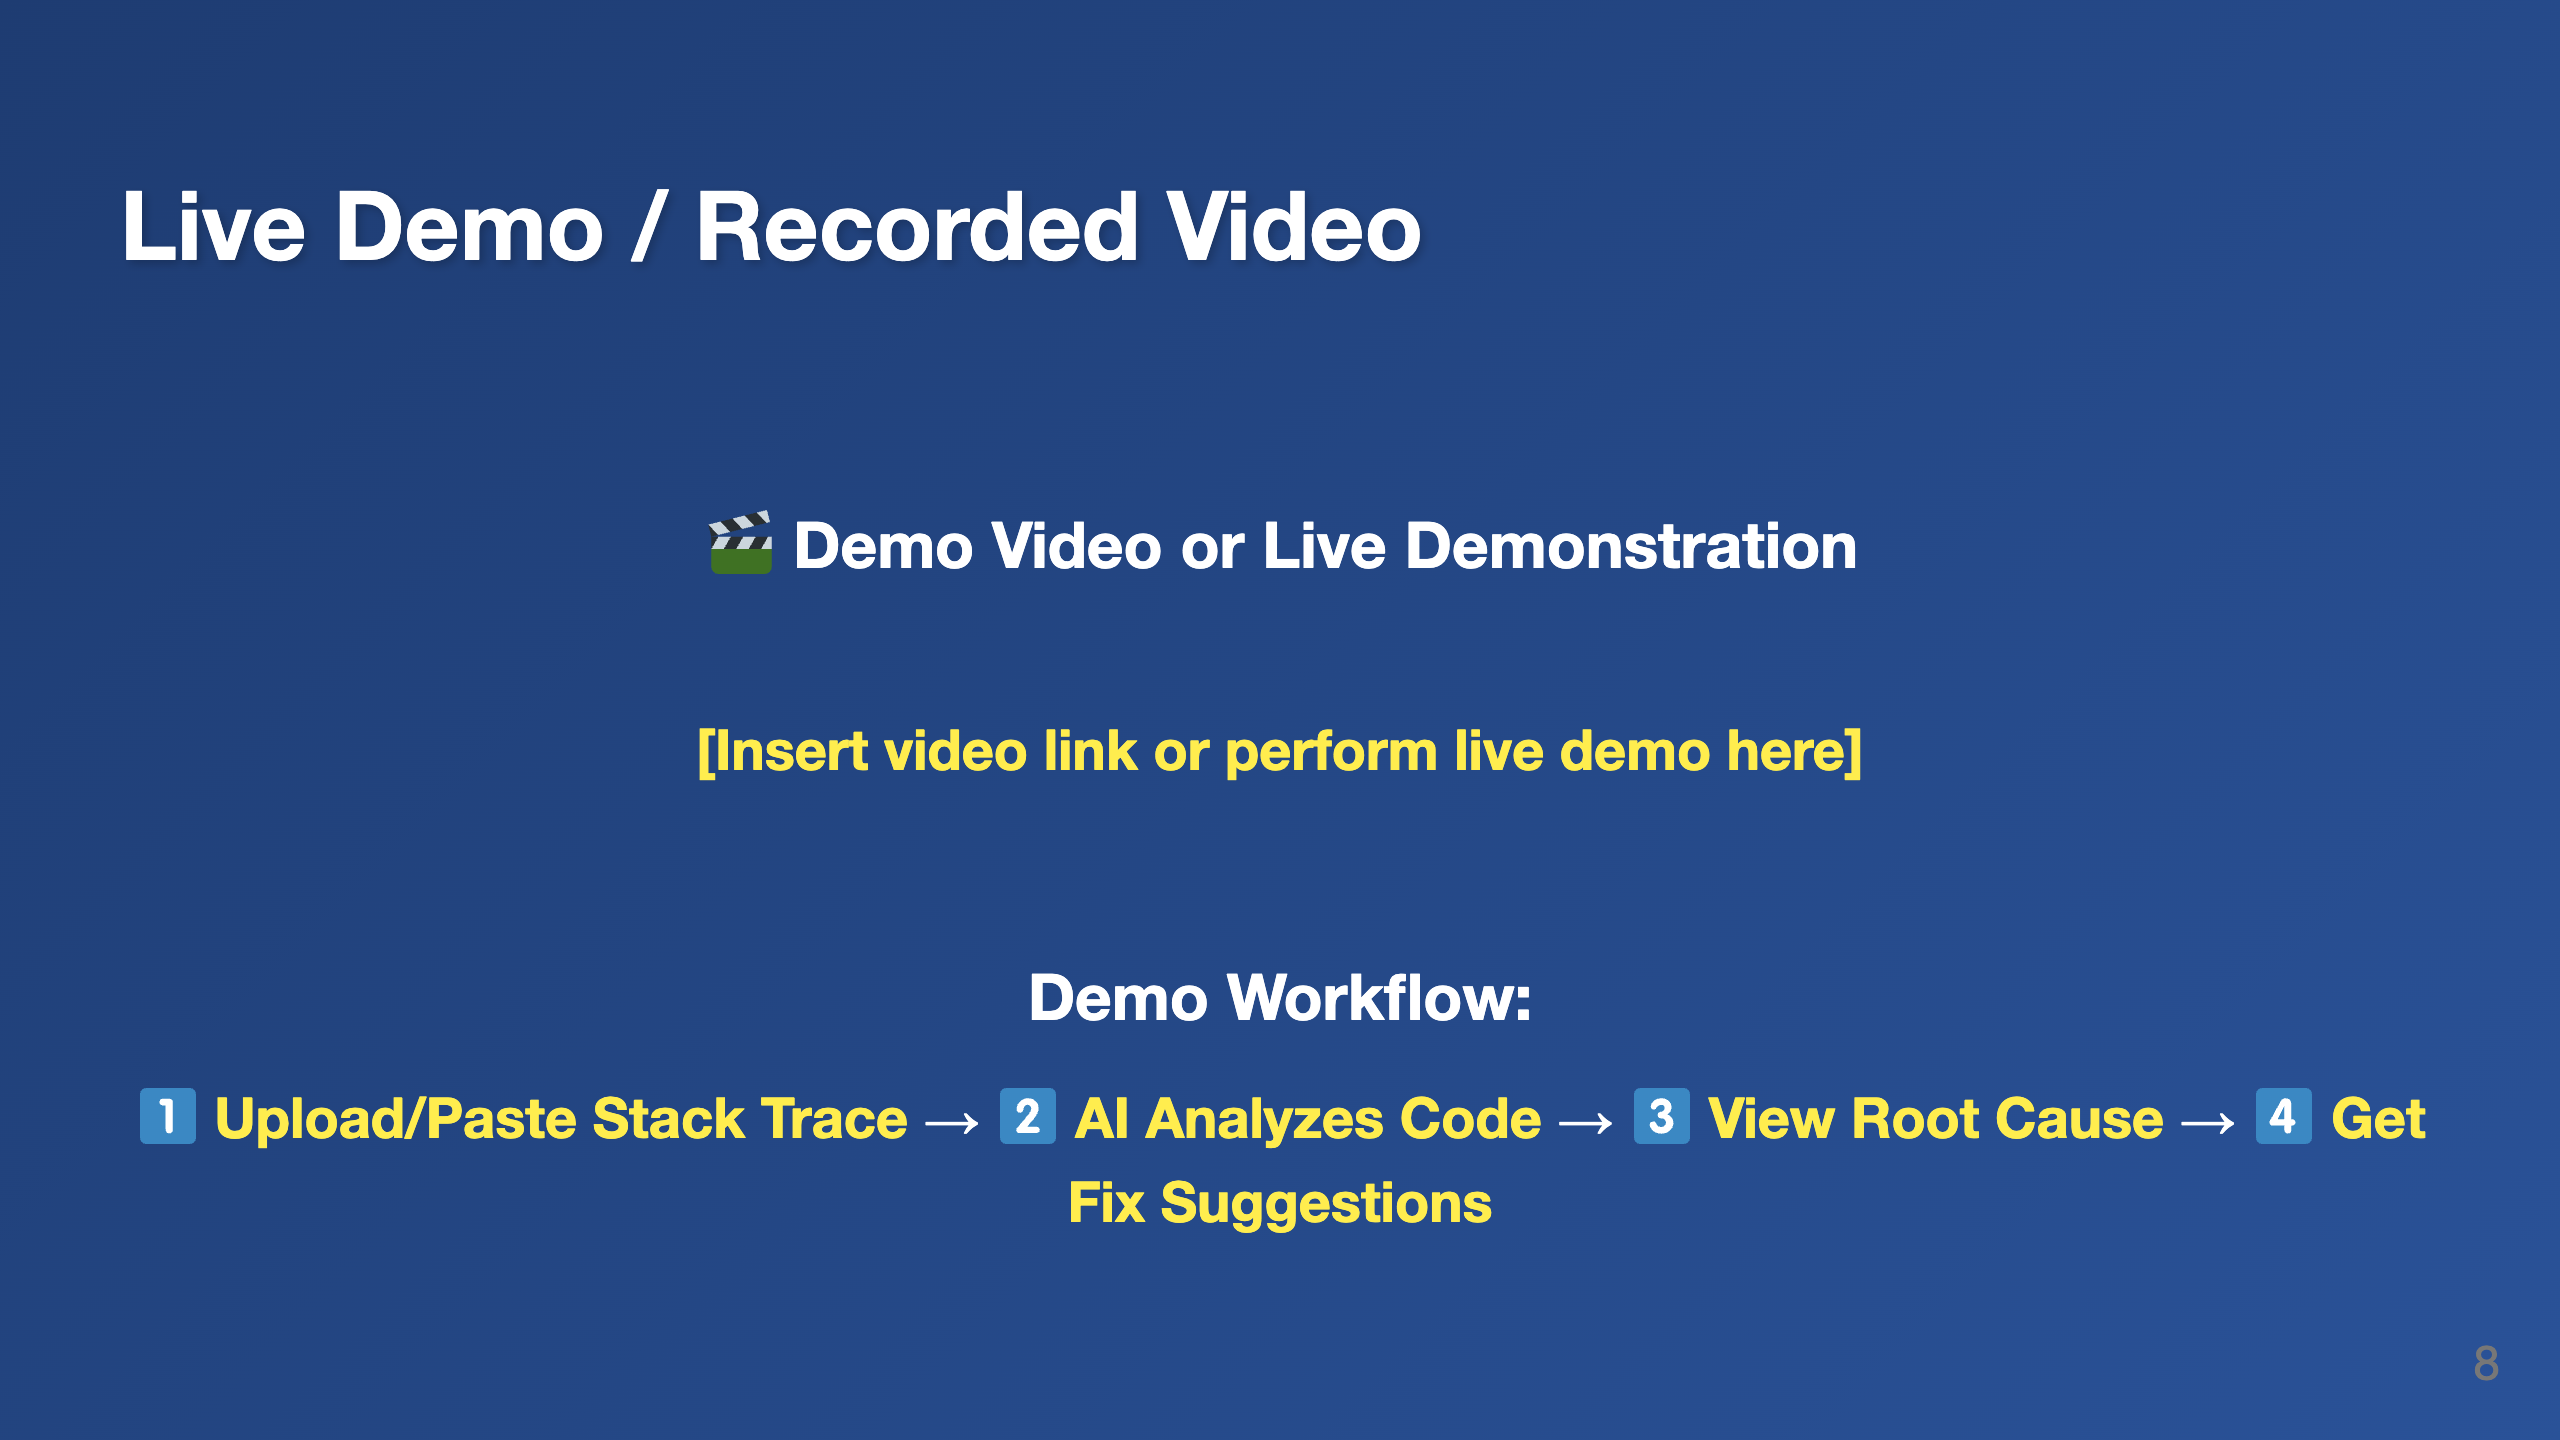 Live Demo / Recorded Video
🎬 Demo Video or Live Demonstration
[Insert video link or perform live demo here]
Demo Workflow:
1️⃣ Upload/Paste Stack Trace → 2️⃣ AI Analyzes Code → 3️⃣ View Root Cause → 4️⃣ Get
Fix Suggestions
8